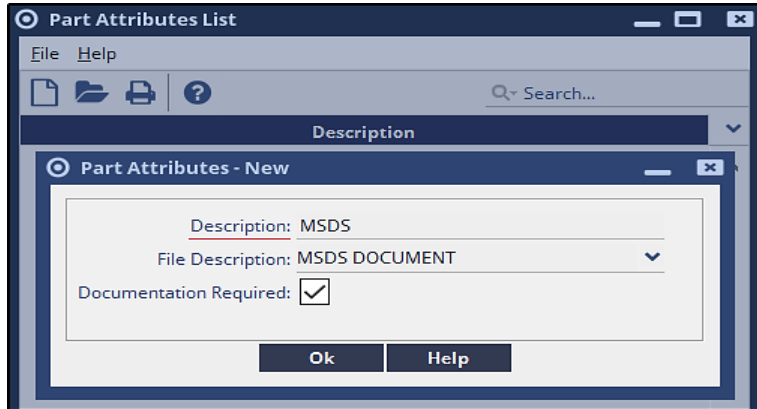 Part Attributes List
File Help
Search...
Description
Part Attributes - New
Description: MSDS
File Description: MSDS DOCUMENT
Documentation Required:
Ok Help